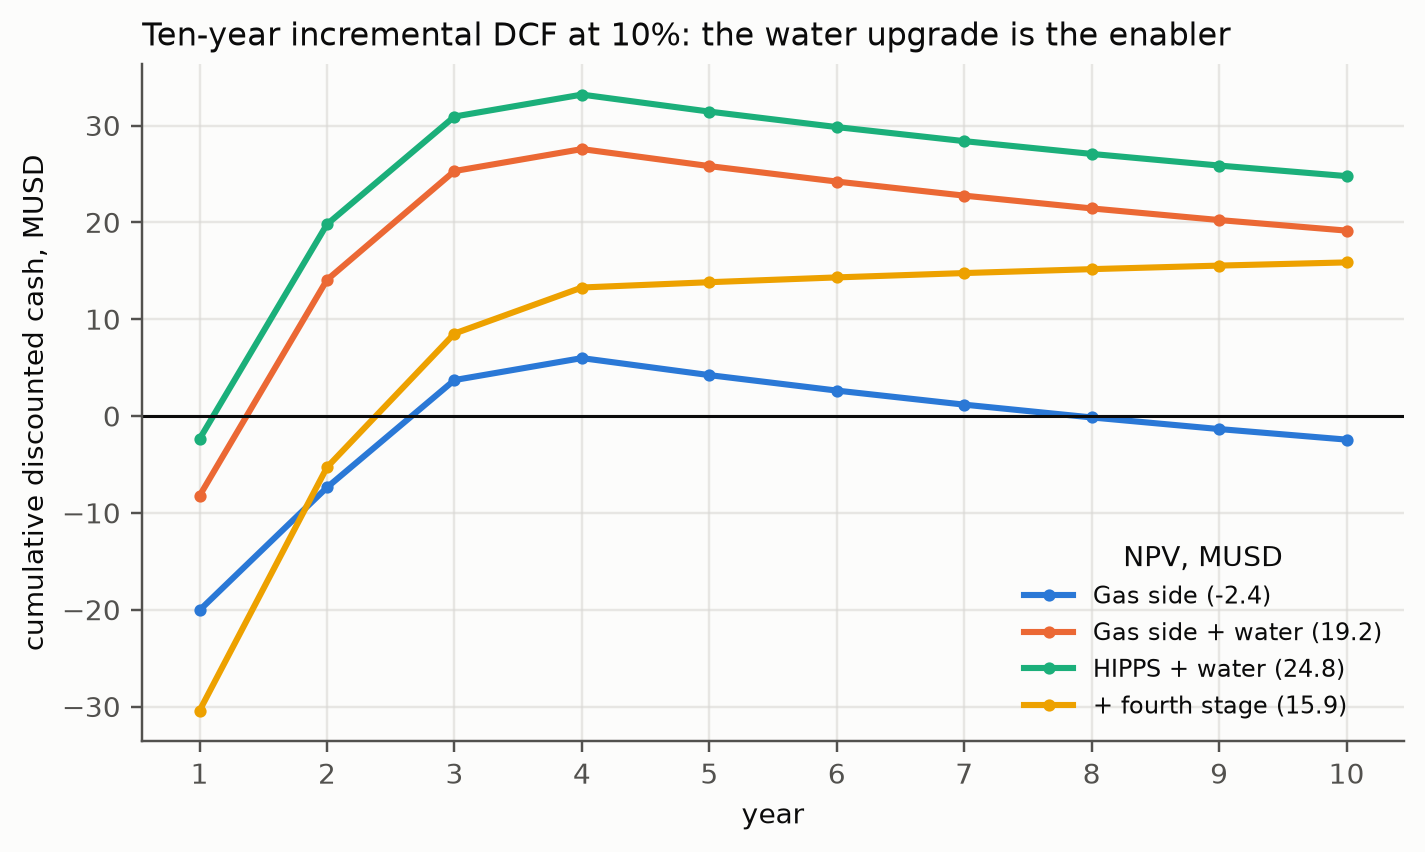 Ten-year incremental DCF at 10%: the water upgrade is the enabler
cumulative discounted cash, MUSD
30
20
10
0
−10
−20
−30
NPV, MUSD
Gas side (-2.4)
Gas side + water (19.2)
HIPPS + water (24.8)
+ fourth stage (15.9)
1 2 3 4 5 6 7 8 9 10
year